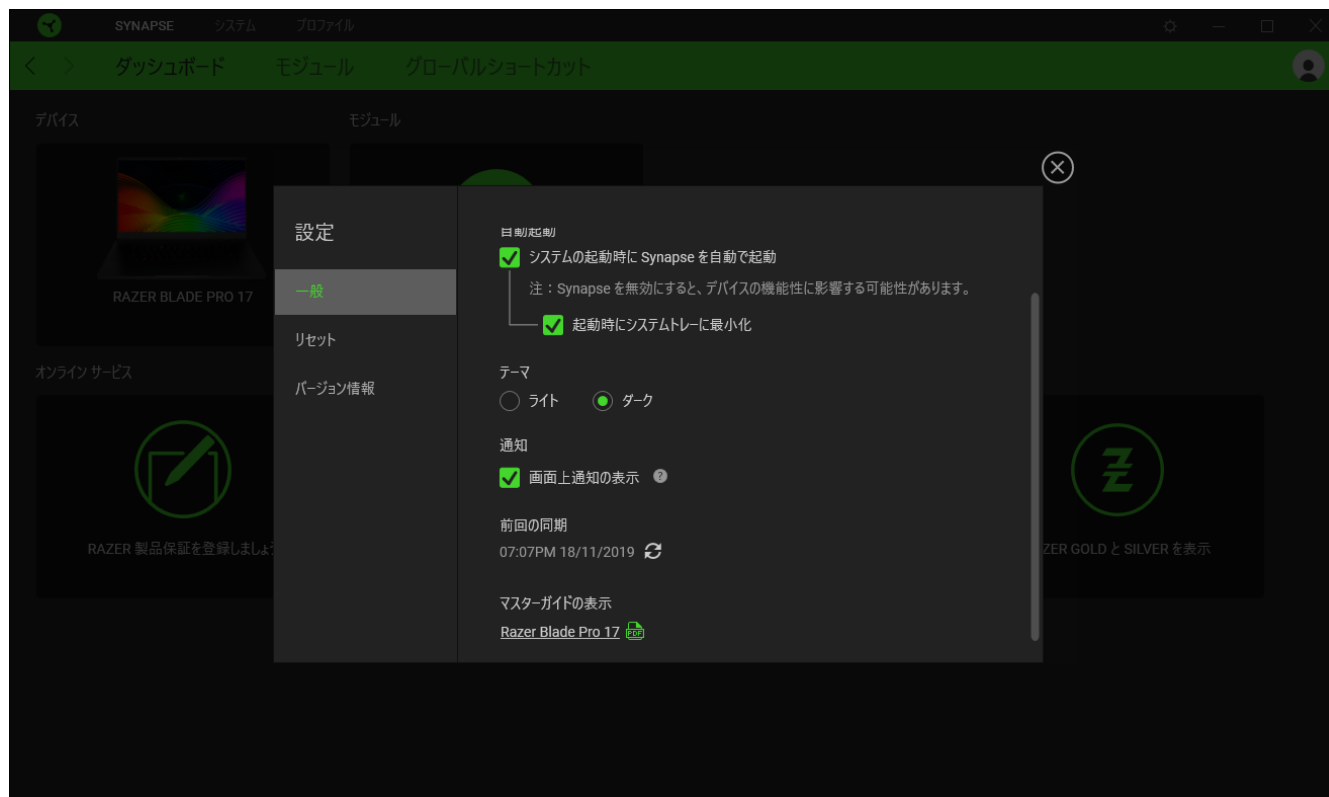 SYNAPSE システム プロファイル
ダッシュボード モジュール グローバルショートカット
デバイス モジュール
RAZER BLADE PRO 17
オンライン サービス
RAZER 製品保証を登録しましょ
ZER GOLD と SILVER を表示
設定
一般
リセット
バージョン情報
自動起動
システムの起動時に Synapse を自動で起動
注：Synapse を無効にすると、デバイスの機能性に影響する可能性があります。
起動時にシステムトレーに最小化
テーマ
ライト ダーク
通知
画面上通知の表示 ?
前回の同期
07:07PM 18/11/2019
マスターガイドの表示
Razer Blade Pro 17 PDF